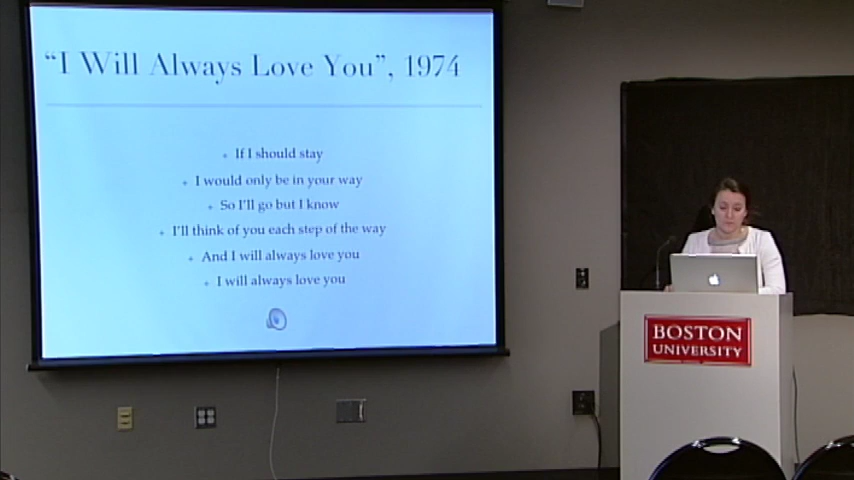 “I Will Always Love You”, 1974
If I should stay
I would only be in your way
So I'll go but I know
I'll think of you each step of the way
And I will always love you
I will always love you
BOSTON
UNIVERSITY